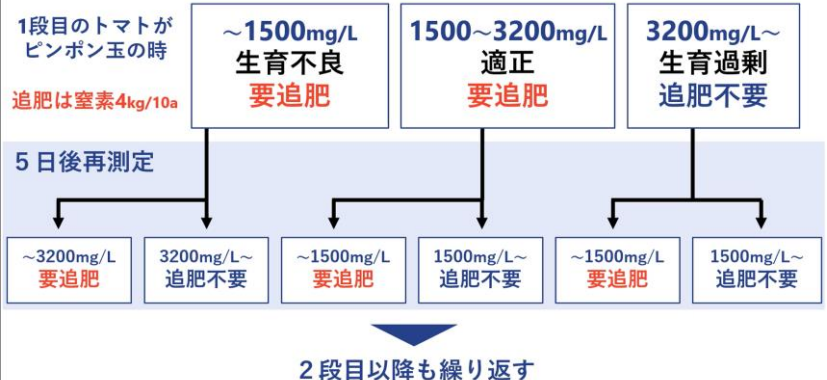 1段目のトマトが
ピンポン玉の時
追肥は窒素4kg/10a
～1500mg/L
生育不良
要追肥
1500～3200mg/L
適正
要追肥
3200mg/L～
生育過剰
追肥不要
5日後再測定
～3200mg/L
要追肥
3200mg/L～
追肥不要
～1500mg/L
要追肥
1500mg/L～
追肥不要
～1500mg/L
要追肥
1500mg/L～
追肥不要
2段目以降も繰り返す